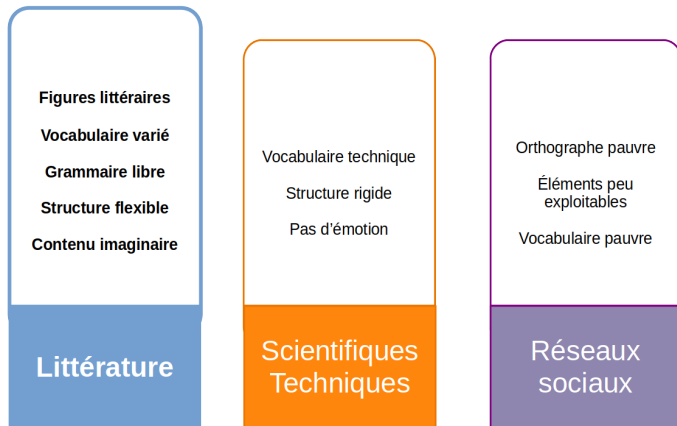 Figures littéraires
Vocabulaire varié
Grammaire libre
Structure flexible
Contenu imaginaire
Littérature
Vocabulaire technique
Structure rigide
Pas d’émotion
Scientifiques
Techniques
Orthographe pauvre
Éléments peu
exploitables
Vocabulaire pauvre
Réseaux
sociaux